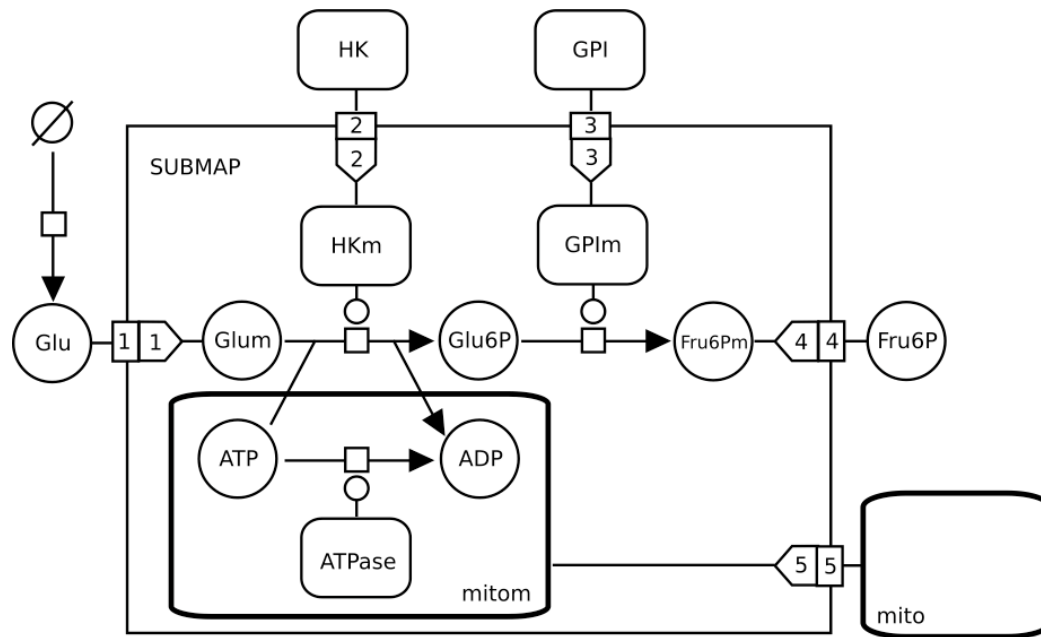 HK
GPI
2
3
SUBMAP
2
3
HKm
GPIm
Glu
1
1
Glum
Glu6P
Fru6Pm
4
4
Fru6P
ATP
ADP
ATPase
5
5
mitom
mito